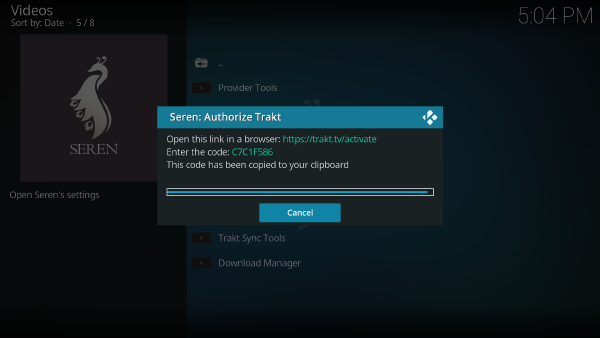 Videos
Sort by: Date · 5 / 8
5:04 PM
..
Provider Tools
SEREN
Open Seren's settings
Seren: Authorize Trakt
Open this link in a browser: https://trakt.tv/activate
Enter the code: C7C1F586
This code has been copied to your clipboard
Cancel
Trakt Sync Tools
Download Manager